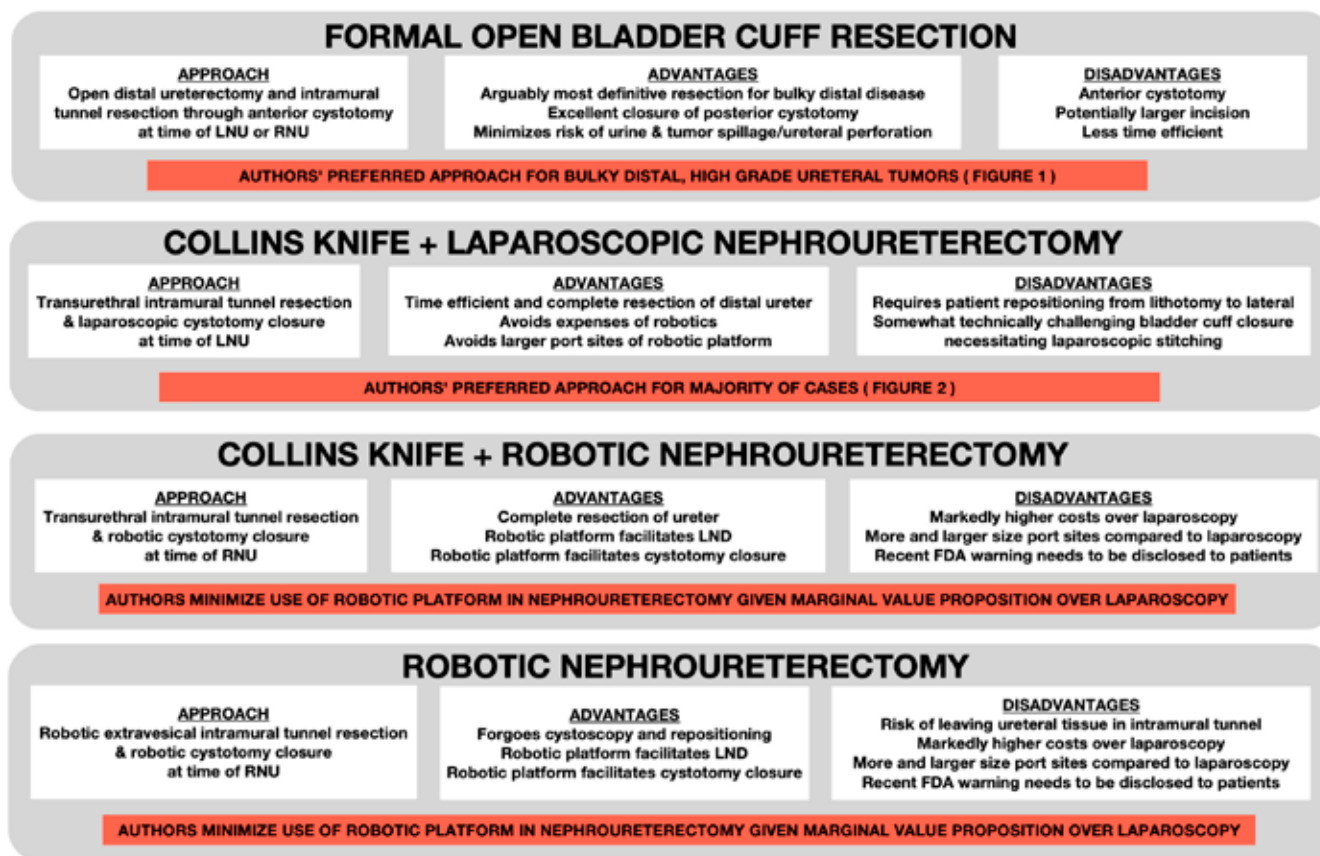 FORMAL OPEN BLADDER CUFF RESECTION
APPROACH
Open distal ureterectomy and intramural
tunnel resection through anterior cystotomy
at time of LNU or RNU
ADVANTAGES
Arguably most definitive resection for bulky distal disease
Excellent closure of posterior cystotomy
Minimizes risk of urine & tumor spillage/ureteral perforation
DISADVANTAGES
Anterior cystotomy
Potentially larger incision
Less time efficient
AUTHORS' PREFERRED APPROACH FOR BULKY DISTAL, HIGH GRADE URETERAL TUMORS ( FIGURE 1 )
COLLINS KNIFE + LAPAROSCOPIC NEPHROURETERECTOMY
APPROACH
Transurethral intramural tunnel resection
& laparoscopic cystotomy closure
at time of LNU
ADVANTAGES
Time efficient and complete resection of distal ureter
Avoids expenses of robotics
Avoids larger port sites of robotic platform
DISADVANTAGES
Requires patient repositioning from lithotomy to lateral
Somewhat technically challenging bladder cuff closure
necessitating laparoscopic stitching
AUTHORS' PREFERRED APPROACH FOR MAJORITY OF CASES ( FIGURE 2 )
COLLINS KNIFE + ROBOTIC NEPHROURETERECTOMY
APPROACH
Transurethral intramural tunnel resection
& robotic cystotomy closure
at time of RNU
ADVANTAGES
Complete resection of ureter
Robotic platform facilitates LND
Robotic platform facilitates cystotomy closure
DISADVANTAGES
Markedly higher costs over laparoscopy
More and larger size port sites compared to laparoscopy
Recent FDA warning needs to be disclosed to patients
AUTHORS MINIMIZE USE OF ROBOTIC PLATFORM IN NEPHROURETERECTOMY GIVEN MARGINAL VALUE PROPOSITION OVER LAPAROSCOPY
ROBOTIC NEPHROURETERECTOMY
APPROACH
Robotic extravesical intramural tunnel resection
& robotic cystotomy closure
at time of RNU
ADVANTAGES
Forgoes cystoscopy and repositioning
Robotic platform facilitates LND
Robotic platform facilitates cystotomy closure
DISADVANTAGES
Risk of leaving ureteral tissue in intramural tunnel
Markedly higher costs over laparoscopy
More and larger size port sites compared to laparoscopy
Recent FDA warning needs to be disclosed to patients
AUTHORS MINIMIZE USE OF ROBOTIC PLATFORM IN NEPHROURETERECTOMY GIVEN MARGINAL VALUE PROPOSITION OVER LAPAROSCOPY